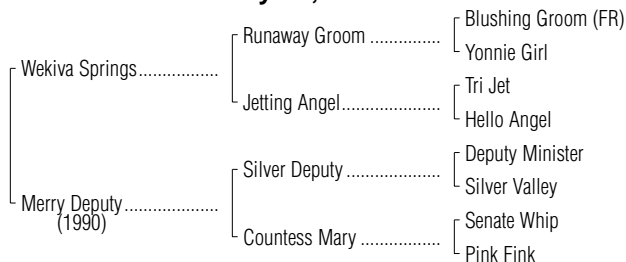 Blushing Groom (FR)
Runaway Groom ................
Yonnie Girl
Wekiva Springs..................
Tri Jet
Jetting Angel......................
Hello Angel
Deputy Minister
Silver Deputy .....................
Silver Valley
Merry Deputy.....................
(1990)
Senate Whip
Countess Mary ..................
Pink Fink